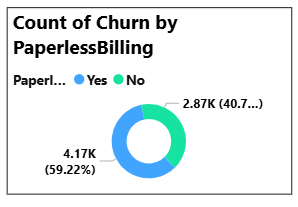 Count of Churn by
PaperlessBilling
Paperl... Yes No
2.87K (40.7...)
4.17K
(59.22%)